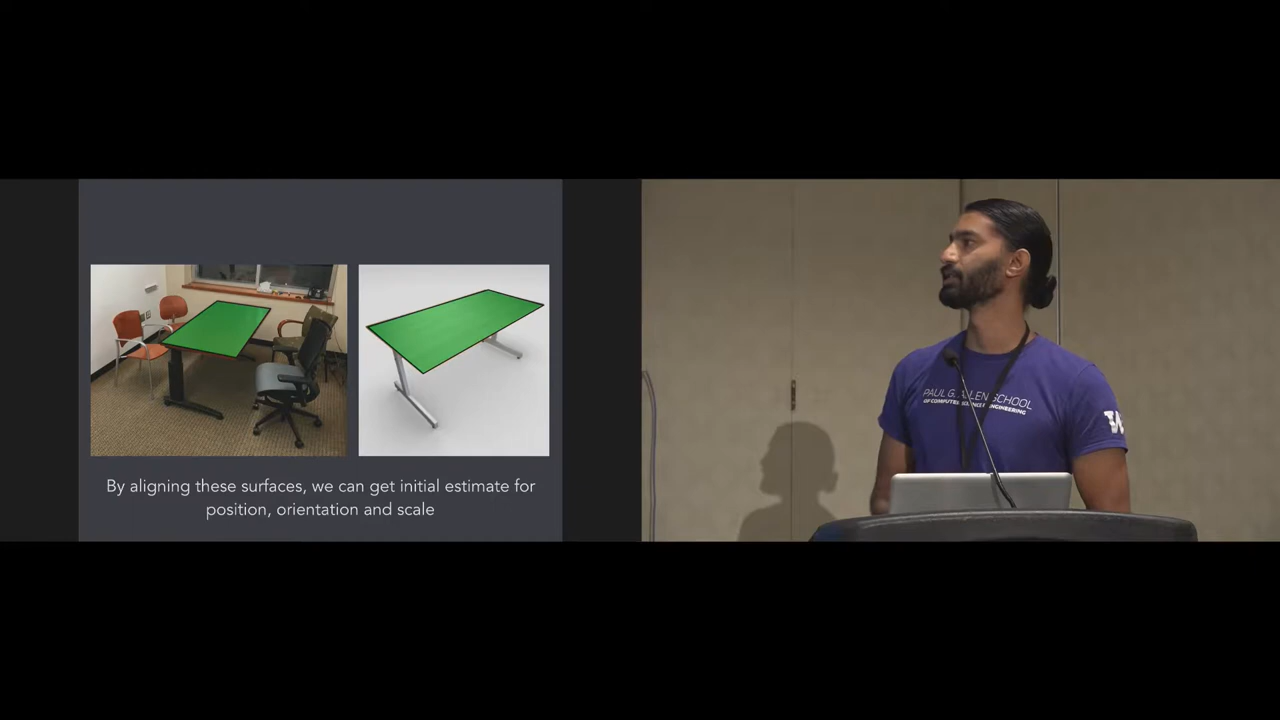 By aligning these surfaces, we can get initial estimate for
position, orientation and scale
PAUL G. ALLEN SCHOOL
OF COMPUTER SCIENCE & ENGINEERING
W